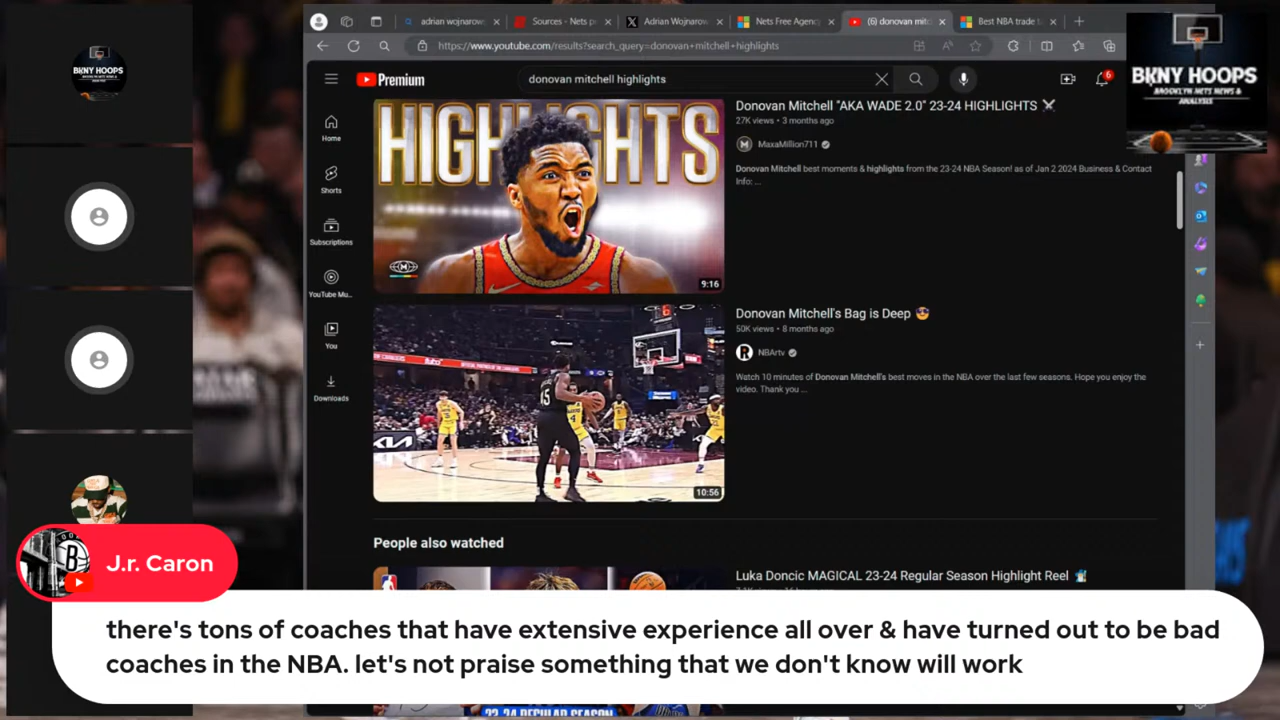 adrian wojnarow
Sources - Nets p
Adrian Wojnarow
Nets Free Agenc
(6) donovan mitc
Best NBA trade t
https://www.youtube.com/results?search_query=donovan+mitchell+highlights
BKNY HOOPS
BROOKLYN NETS NEWS &
ANALYSIS
Premium
donovan mitchell highlights
6
BKNY HOOPS
Home
Shorts
Subscriptions
YouTube Mu...
You
Downloads
HIGHLIGHTS
9:16
Donovan Mitchell "AKA WADE 2.0" 23-24 HIGHLIGHTS
27K views • 3 months ago
MaxaMillion711
Donovan Mitchell best moments & highlights from the 23-24 NBA Season! as of Jan 2 2024 Business & Contact
Info: ...
10:56
Donovan Mitchell's Bag is Deep
50K views • 8 months ago
NBArtv
Watch 10 minutes of Donovan Mitchell's best moves in the NBA over the last few seasons. Hope you enjoy the
video. Thank you ...
People also watched
Luka Doncic MAGICAL 23-24 Regular Season Highlight Reel
J.r. Caron
there's tons of coaches that have extensive experience all over & have turned out to be bad
coaches in the NBA. let's not praise something that we don't know will work
23-24 REGULAR SEASON